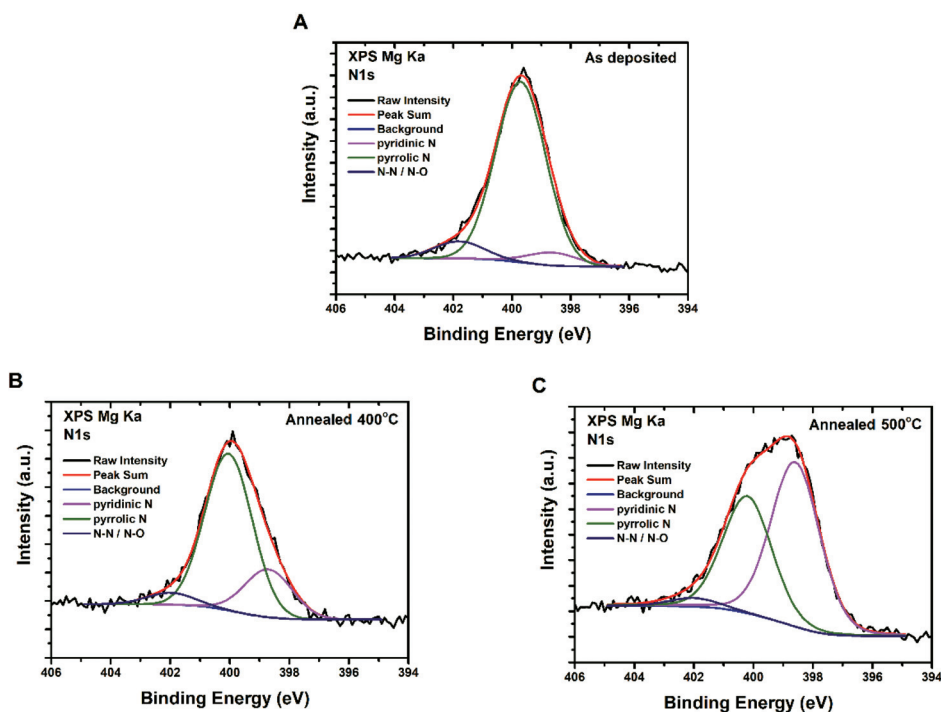 A
XPS Mg Ka
N1s
As deposited
Raw Intensity
Peak Sum
Background
pyridinic N
pyrrolic N
N-N / N-O
Intensity (a.u.)
406 404 402 400 398 396 394
Binding Energy (eV)
B
XPS Mg Ka
N1s
Annealed 400°C
Raw Intensity
Peak Sum
Background
pyridinic N
pyrrolic N
N-N / N-O
Intensity (a.u.)
406 404 402 400 398 396 394
Binding Energy (eV)
C
XPS Mg Ka
N1s
Annealed 500°C
Raw Intensity
Peak Sum
Background
pyridinic N
pyrrolic N
N-N / N-O
Intensity (a.u.)
406 404 402 400 398 396 394
Binding Energy (eV)